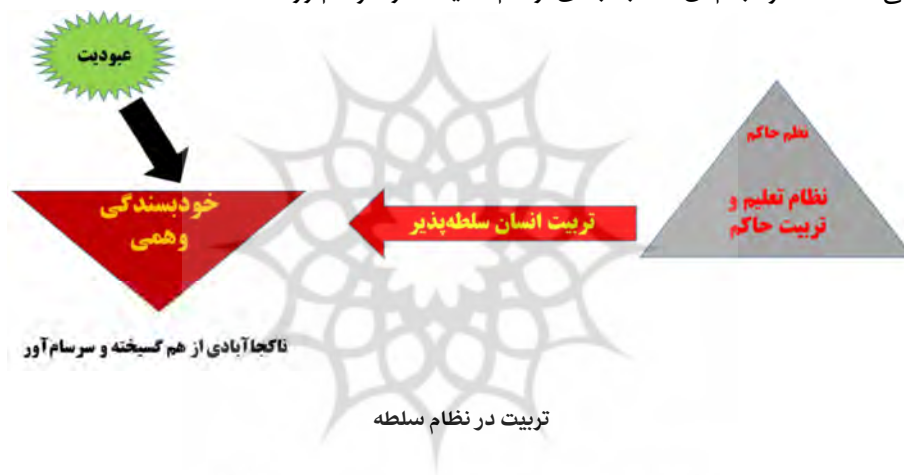 عبودیت
نظم حاکم
نظام تعلیم و
تربیت حاکم
تربیت انسان سلطه‌پذیر
خودبسندگی
وهمی
ناکجاآبادی از هم گسیخته و سرسام‌آور
تربیت در نظام سلطه